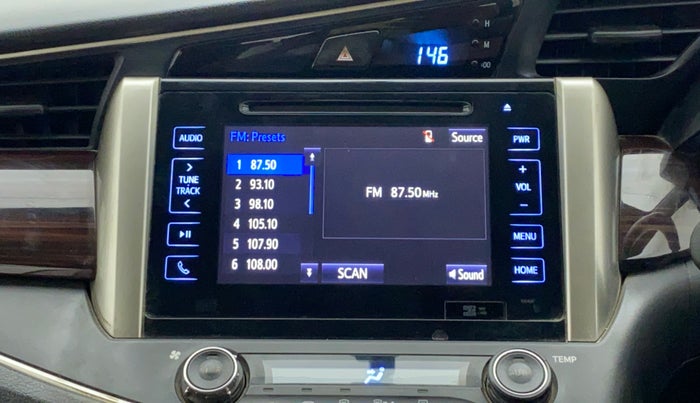 H
146
M
:00
AUDIO
FM: Presets
Source
PWR
1 87.50
2 93.10
3 98.10
4 105.10
5 107.90
6 108.00
FM 87.50 MHz
TUNE
TRACK
+
VOL
-
MENU
SCAN
Sound
HOME
TEMP